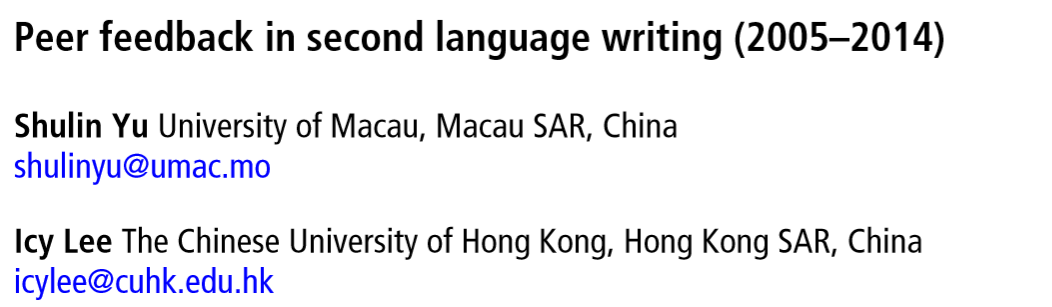 Peer feedback in second language writing (2005–2014)
Shulin Yu University of Macau, Macau SAR, China
shulinyu@umac.mo
Icy Lee The Chinese University of Hong Kong, Hong Kong SAR, China
icylee@cuhk.edu.hk